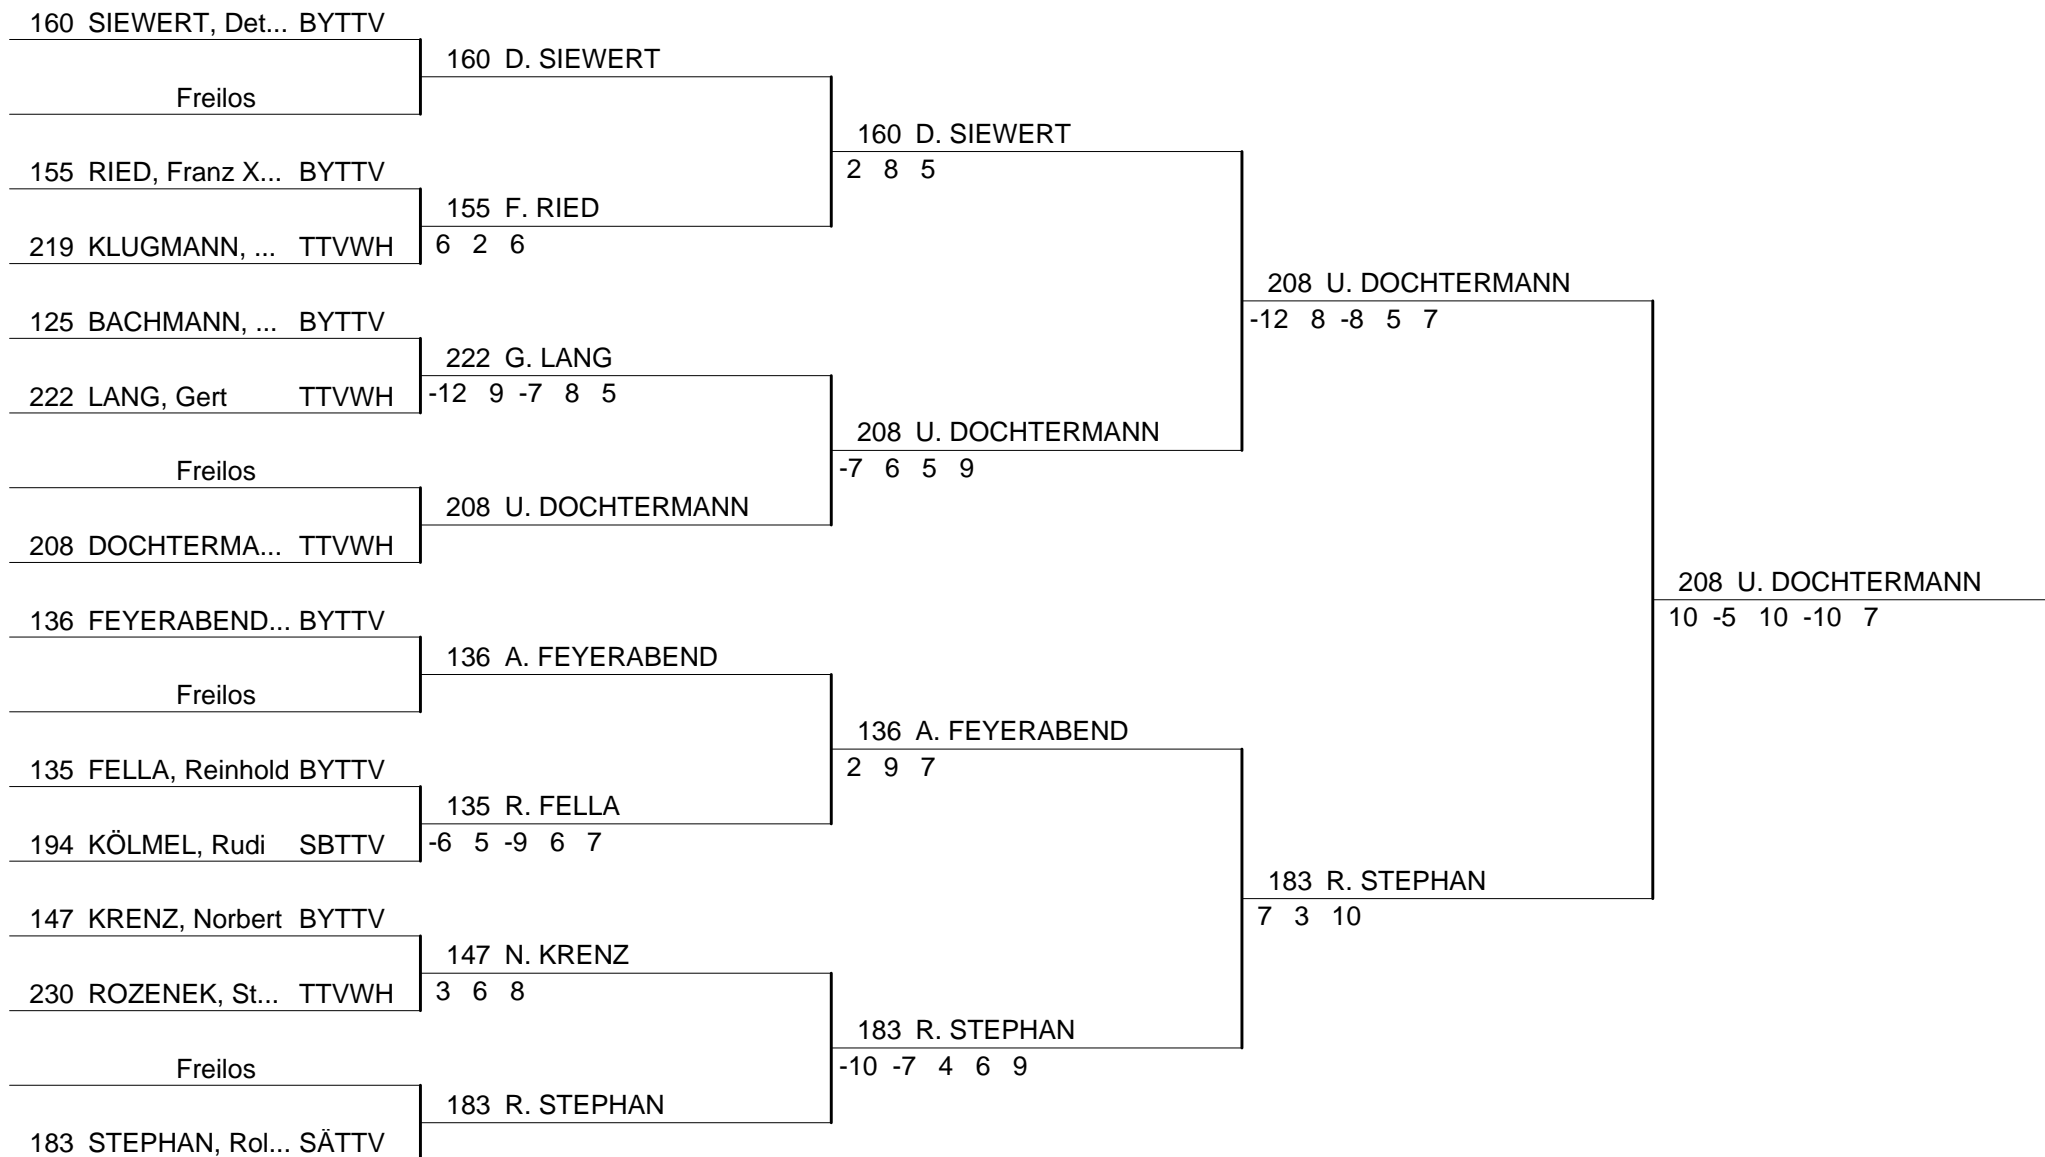 160 SIEWERT, Det... BYTTV
Freilos
155 RIED, Franz X... BYTTV
219 KLUGMANN, ... TTVWH
125 BACHMANN, ... BYTTV
222 LANG, Gert TTVWH
Freilos
208 DOCHTERMA... TTVWH
136 FEYERABEND... BYTTV
Freilos
135 FELLA, Reinhold BYTTV
194 KÖLMEL, Rudi SBTTV
147 KRENZ, Norbert BYTTV
230 ROZENEK, St... TTVWH
Freilos
183 STEPHAN, Rol... SÄTTV
160 D. SIEWERT
155 F. RIED
6 2 6
222 G. LANG
-12 9 -7 8 5
208 U. DOCHTERMANN
136 A. FEYERABEND
135 R. FELLA
-6 5 -9 6 7
147 N. KRENZ
3 6 8
183 R. STEPHAN
160 D. SIEWERT
2 8 5
208 U. DOCHTERMANN
-7 6 5 9
136 A. FEYERABEND
2 9 7
183 R. STEPHAN
-10 -7 4 6 9
208 U. DOCHTERMANN
-12 8 -8 5 7
183 R. STEPHAN
7 3 10
208 U. DOCHTERMANN
10 -5 10 -10 7